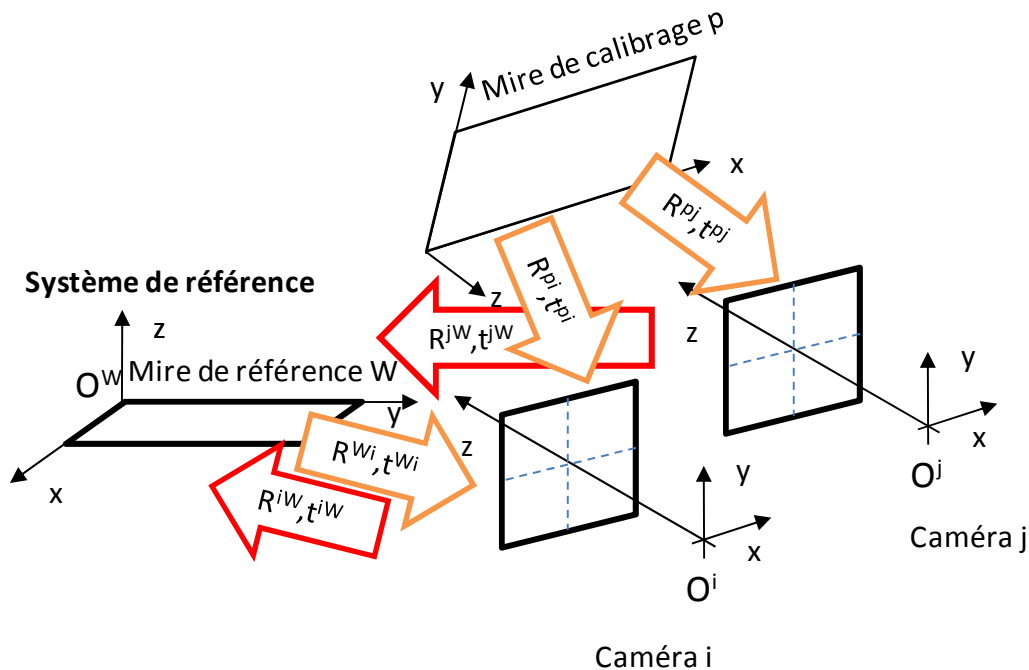 Mire de calibrage p
y
x
z
R^pj,t^pj
R^pi,t^pi
Système de référence
z
O^W
Mire de référence W
y
x
R^jW,t^jW
R^Wi,t^Wi
R^iW,t^iW
z
y
x
O^j
Caméra j
z
y
x
O^i
Caméra i